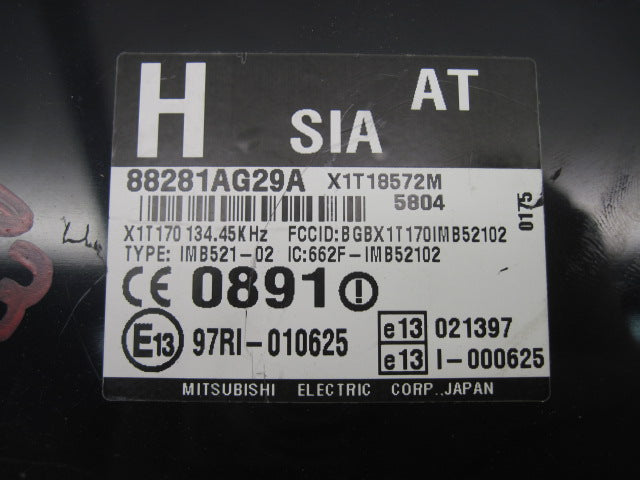 H AT
SIA
88281AG29A X1T18572M
5804
0175
X1T170 134.45KHz FCCID:BGBX1T170IMB52102
TYPE: IMB521-02 IC:662F-IMB52102
CE 0891
E13 97RI-010625
e13 021397
e13 I-000625
MITSUBISHI ELECTRIC CORP.,JAPAN